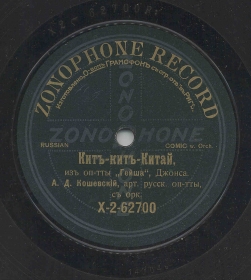 ZONOPHONE RECORD
ZONOPHONE
RUSSIAN
COMIC w. Orch.
Китъ-китъ-Китай,
изъ оп-тты „Гейша", Джонса.
А. Д. Кошевскій, арт. русск. оп-тты,
съ орк.
X-2-62700